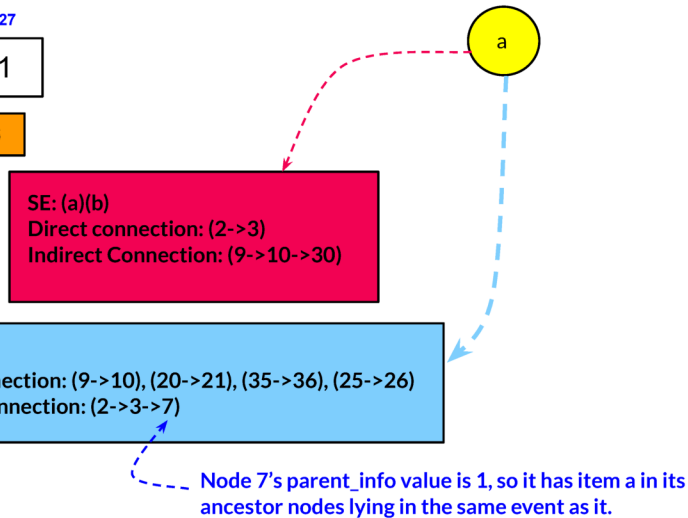 27
1
a
SE: (a)(b)
Direct connection: (2->3)
Indirect Connection: (9->10->30)
ection: (9->10), (20->21), (35->36), (25->26)
nnection: (2->3->7)
Node 7's parent_info value is 1, so it has item a in its
ancestor nodes lying in the same event as it.